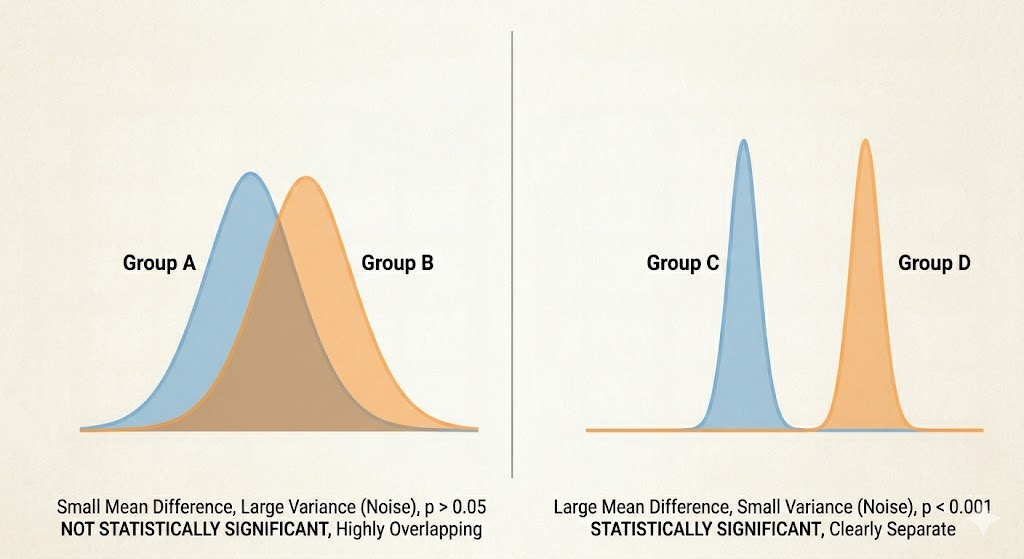 Group A
Group B
Group C
Group D
Small Mean Difference, Large Variance (Noise), p > 0.05
NOT STATISTICALLY SIGNIFICANT, Highly Overlapping
Large Mean Difference, Small Variance (Noise), p < 0.001
STATISTICALLY SIGNIFICANT, Clearly Separate